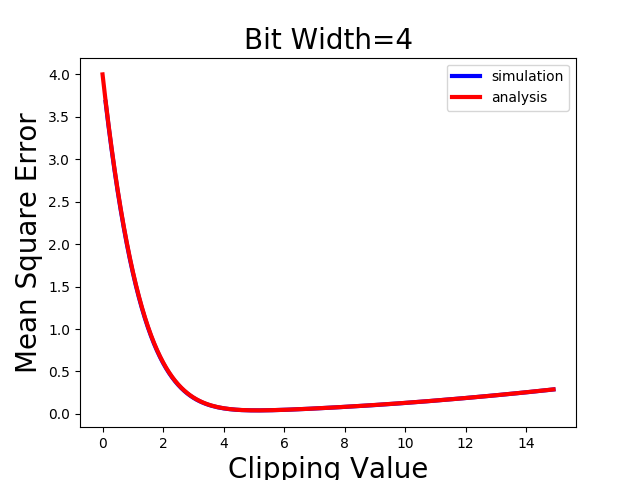 Bit Width=4
simulation
analysis
Mean Square Error
4.0
3.5
3.0
2.5
2.0
1.5
1.0
0.5
0.0
0 2 4 6 8 10 12 14
Clipping Value